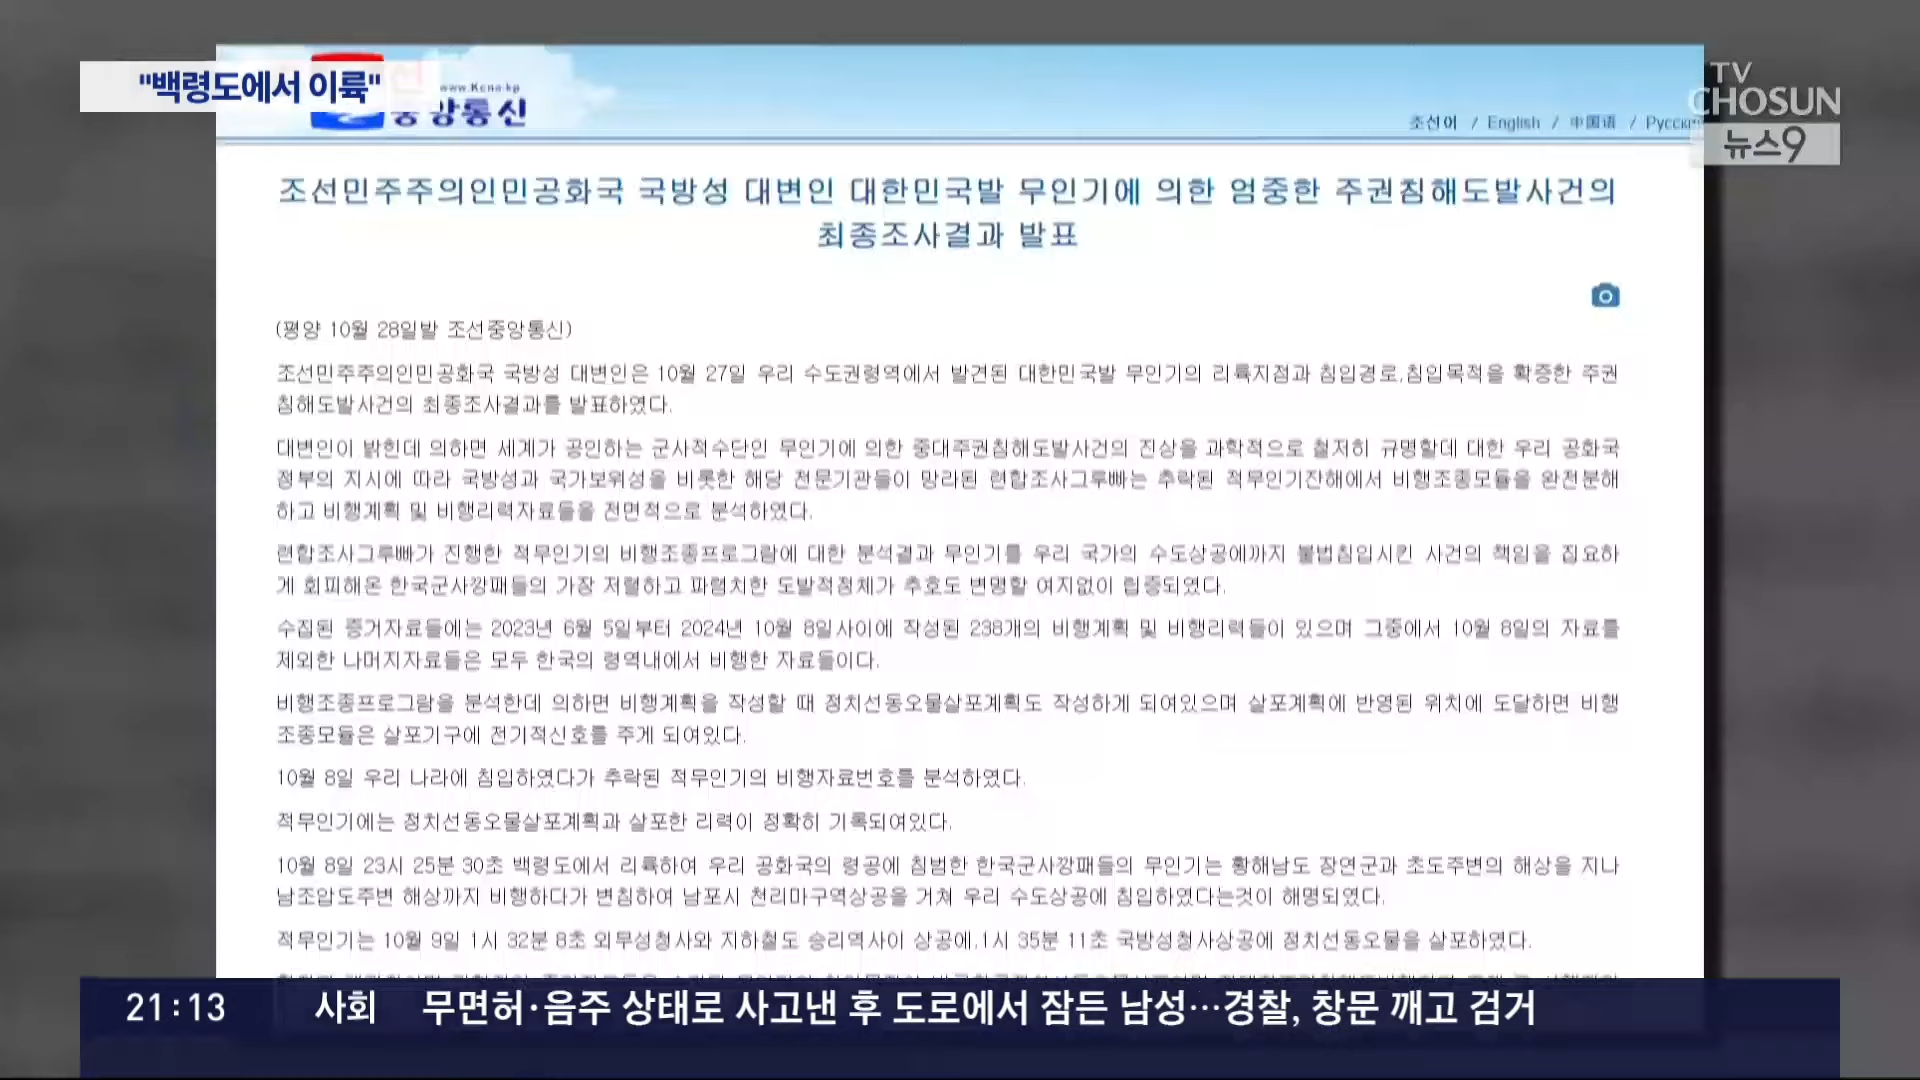 "백령도에서 이륙"
www.Kcna.kp
중앙통신
조선어 / English / 中国语 / Русский
TV
CHOSUN
뉴스9
조선민주주의인민공화국 국방성 대변인 대한민국발 무인기에 의한 엄중한 주권침해도발사건의
최종조사결과 발표
(평양 10월 28일발 조선중앙통신)
조선민주주의인민공화국 국방성 대변인은 10월 27일 우리 수도권령역에서 발견된 대한민국발 무인기의 리륙지점과 침입경로,침입목적을 확증한 주권
침해도발사건의 최종조사결과를 발표하였다.
대변인이 밝힌데 의하면 세계가 공인하는 군사적수단인 무인기에 의한 중대주권침해도발사건의 진상을 과학적으로 철저히 규명할데 대한 우리 공화국
정부의 지시에 따라 국방성과 국가보위성을 비롯한 해당 전문기관들이 망라된 련합조사그루빠는 추락된 적무인기잔해에서 비행조종모듈을 완전분해
하고 비행계획 및 비행리력자료들을 전면적으로 분석하였다.
련합조사그루빠가 진행한 적무인기의 비행조종프로그람에 대한 분석결과 무인기를 우리 국가의 수도상공에까지 불법침입시킨 사건의 책임을 집요하
게 회피해온 한국군사깡패들의 가장 저렬하고 파렴치한 도발적정체가 추호도 변명할 여지없이 립증되였다.
수집된 증거자료들에는 2023년 6월 5일부터 2024년 10월 8일사이에 작성된 238개의 비행계획 및 비행리력들이 있으며 그중에서 10월 8일의 자료를
제외한 나머지자료들은 모두 한국의 령역내에서 비행한 자료들이다.
비행조종프로그람을 분석한데 의하면 비행계획을 작성할 때 정치선동오물살포계획도 작성하게 되여있으며 살포계획에 반영된 위치에 도달하면 비행
조종모듈은 살포기구에 전기적신호를 주게 되여있다.
10월 8일 우리 나라에 침입하였다가 추락된 적무인기의 비행자료번호를 분석하였다.
적무인기에는 정치선동오물살포계획과 살포한 리력이 정확히 기록되여있다.
10월 8일 23시 25분 30초 백령도에서 리륙하여 우리 공화국의 령공에 침범한 한국군사깡패들의 무인기는 황해남도 장연군과 초도주변의 해상을 지나
남조압도주변 해상까지 비행하다가 변침하여 남포시 천리마구역상공을 거쳐 우리 수도상공에 침입하였다는것이 해명되였다.
적무인기는 10월 9일 1시 32분 8초 외무성청사와 지하철도 승리역사이 상공에,1시 35분 11초 국방성청사상공에 정치선동오물을 살포하였다.
21:13 사회 무면허·음주 상태로 사고낸 후 도로에서 잠든 남성…경찰, 창문 깨고 검거